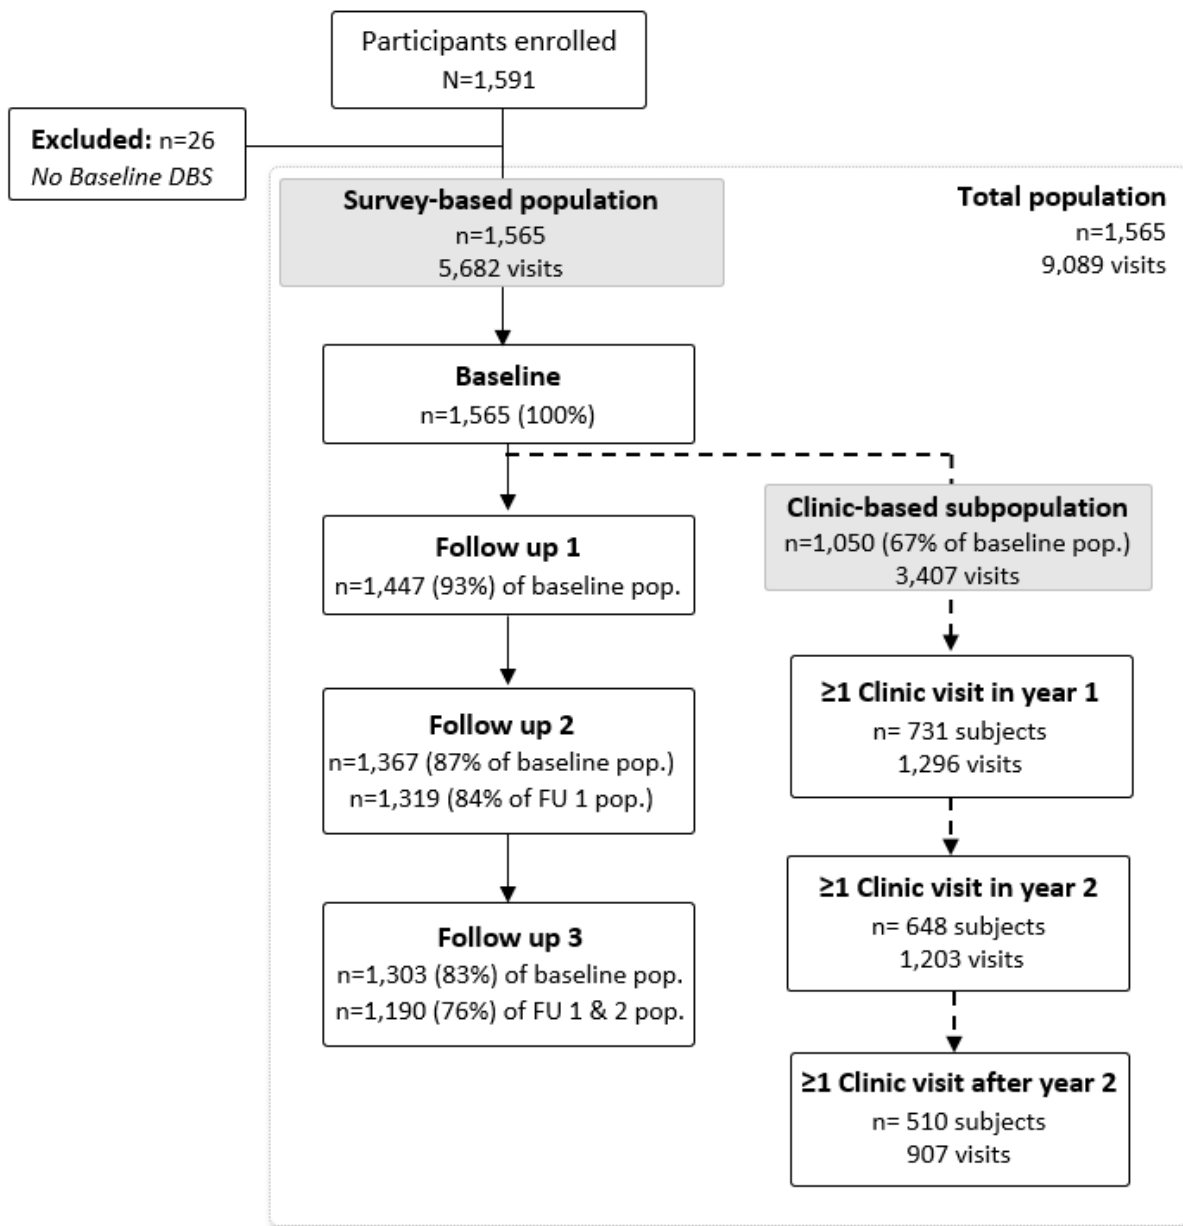 Participants enrolled
N=1,591
Excluded: n=26
No Baseline DBS
Survey-based population
n=1,565
5,682 visits
Total population
n=1,565
9,089 visits
Baseline
n=1,565 (100%)
Follow up 1
n=1,447 (93%) of baseline pop.
Follow up 2
n=1,367 (87% of baseline pop.)
n=1,319 (84% of FU 1 pop.)
Follow up 3
n=1,303 (83%) of baseline pop.
n=1,190 (76%) of FU 1 & 2 pop.
Clinic-based subpopulation
n=1,050 (67% of baseline pop.)
3,407 visits
≥1 Clinic visit in year 1
n= 731 subjects
1,296 visits
≥1 Clinic visit in year 2
n= 648 subjects
1,203 visits
≥1 Clinic visit after year 2
n= 510 subjects
907 visits